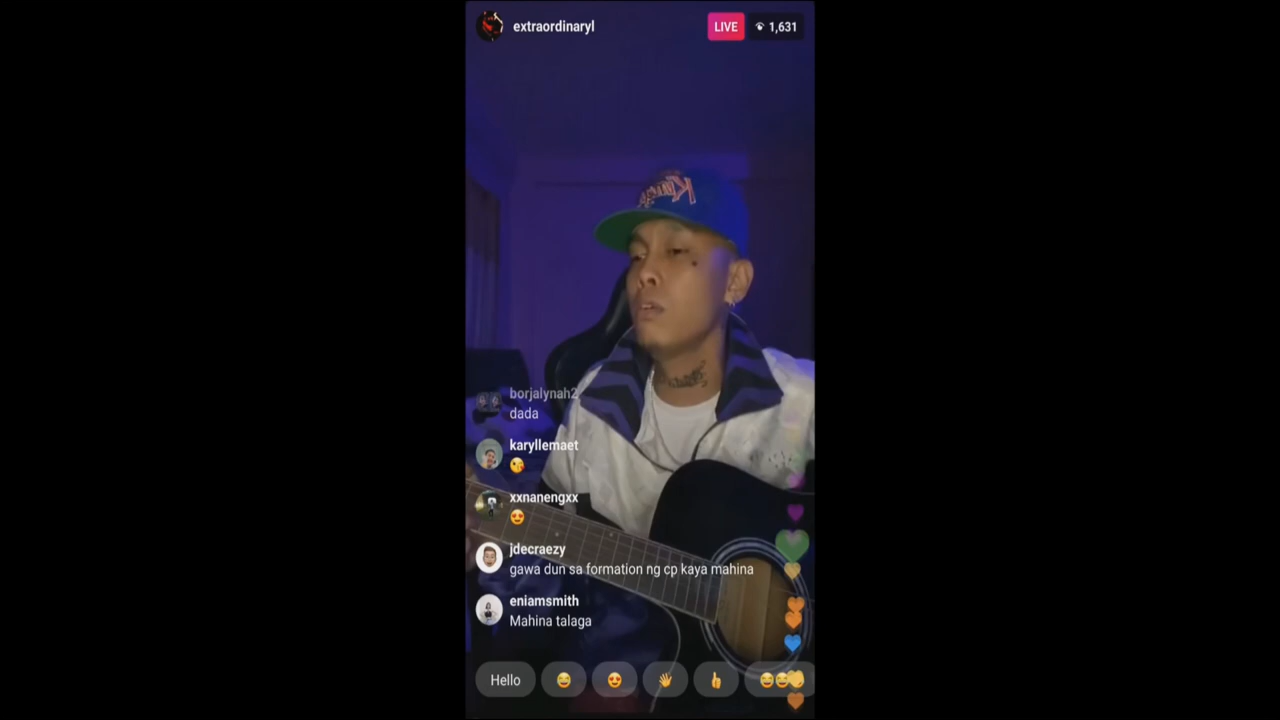 extraordinaryl
LIVE
1,631
borjalynah2
dada
karyllemaet
xxnanengxx
jdecraezy
gawa dun sa formation ng cp kaya mahina
eniamsmith
Mahina talaga
Hello